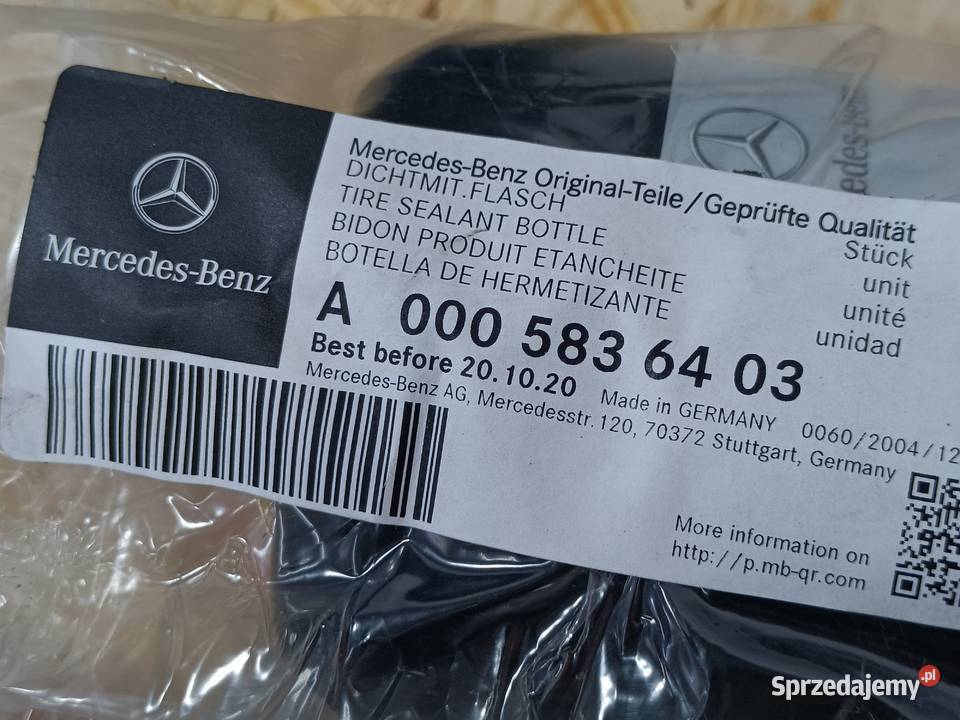 Mercedes-Benz
Mercedes-Benz Original-Teile/Geprüfte Qualität
DICHTMIT.FLASCH
Stück
TIRE SEALANT BOTTLE
unit
BIDON PRODUIT ETANCHEITE
unité
BOTELLA DE HERMETIZANTE
unidad
A 000 583 64 03
Best before 20.10.20
Made in GERMANY
0060/2004/12
Mercedes-Benz AG, Mercedesstr. 120, 70372 Stuttgart, Germany
More information on
http://p.mb-qr.com
Sprzedajemy.pl